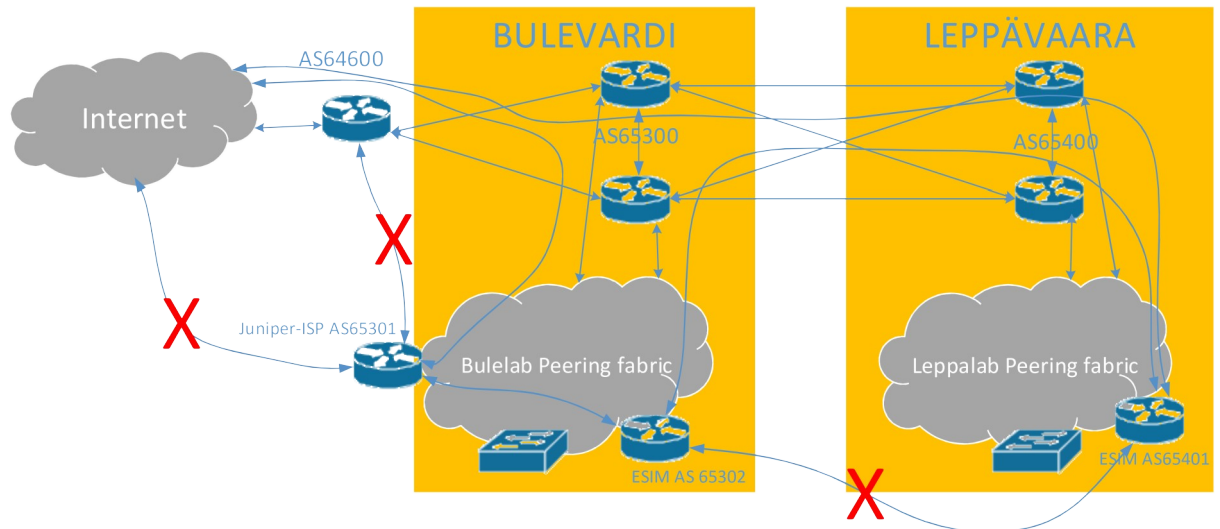 BULEVARDI
LEPPÄVAARA
AS64600
Internet
AS65300
AS65400
Juniper-ISP AS65301
Bulelab Peering fabric
Leppalab Peering fabric
ESIM AS 65302
ESIM AS65401
X
X
X